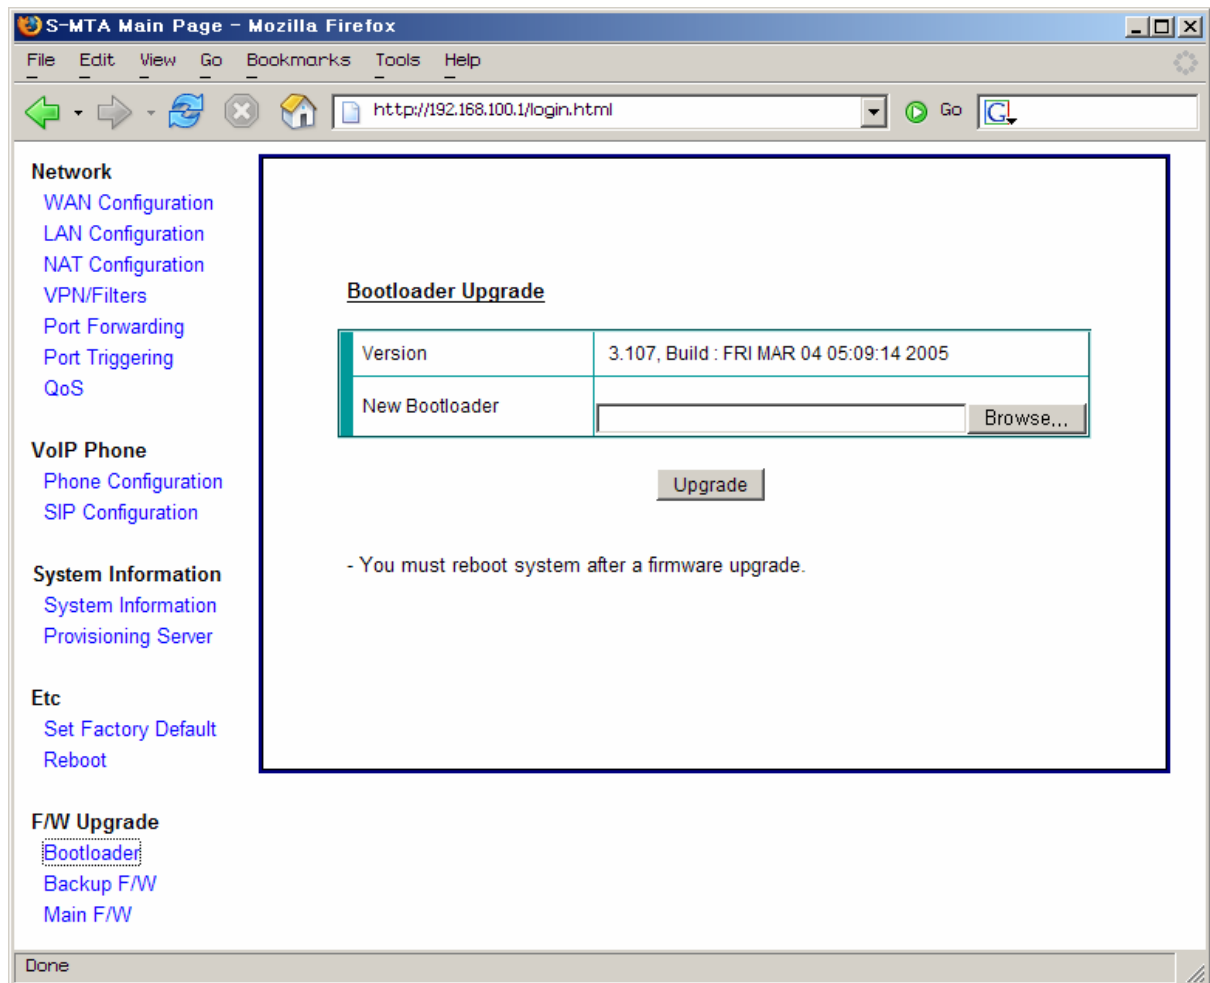 S-MTA Main Page - Mozilla Firefox
File Edit View Go Bookmarks Tools Help
http://192.168.100.1/login.html
Go
G
Network
WAN Configuration
LAN Configuration
NAT Configuration
VPN/Filters
Port Forwarding
Port Triggering
QoS
VoIP Phone
Phone Configuration
SIP Configuration
System Information
System Information
Provisioning Server
Etc
Set Factory Default
Reboot
F/W Upgrade
Bootloader
Backup F/W
Main F/W
Bootloader Upgrade
Version 3.107, Build : FRI MAR 04 05:09:14 2005
New Bootloader Browse...
Upgrade
- You must reboot system after a firmware upgrade.
Done